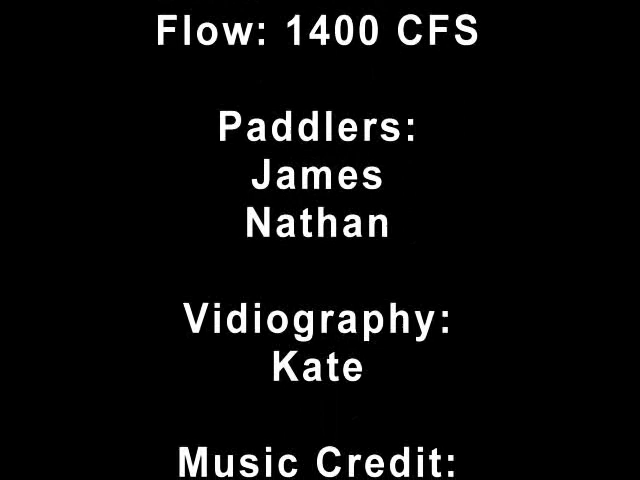 Flow: 1400 CFS
Paddlers:
James
Nathan
Vidiography:
Kate
Music Credit: